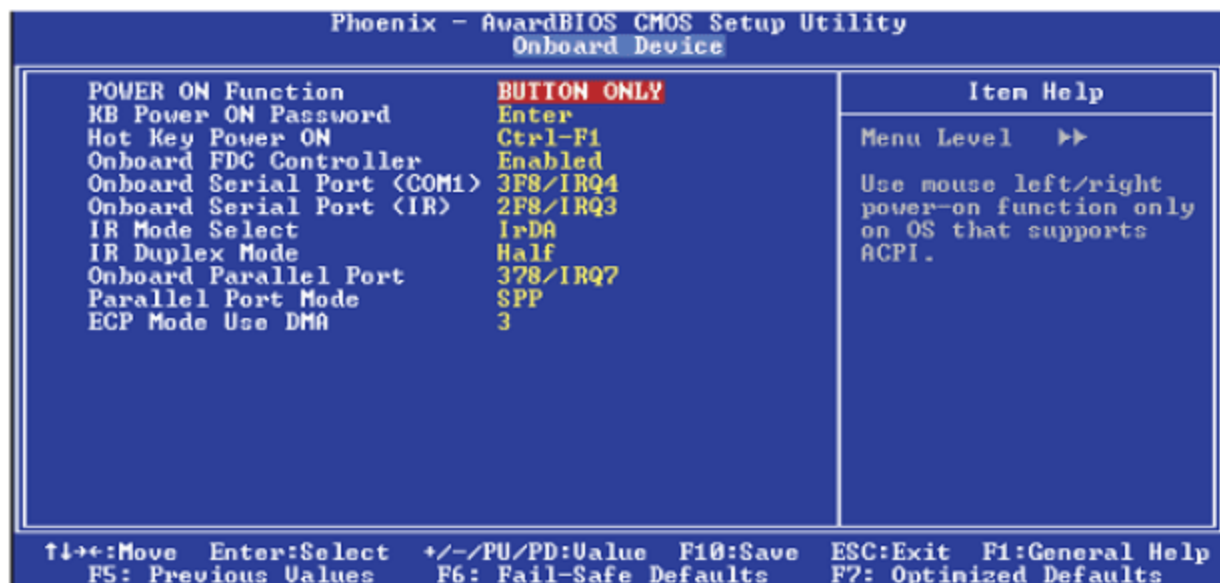 Phoenix - AwardBIOS CMOS Setup Utility
Onboard Device
POWER ON Function BUTTON ONLY
KB Power ON Password Enter
Hot Key Power ON Ctrl-F1
Onboard FDC Controller Enabled
Onboard Serial Port (COM1) 3F8/IRQ4
Onboard Serial Port (IR) 2F8/IRQ3
IR Mode Select IrDA
IR Duplex Mode Half
Onboard Parallel Port 378/IRQ7
Parallel Port Mode SPP
ECP Mode Use DMA 3
Item Help
Menu Level ▶▶
Use mouse left/right
power-on function only
on OS that supports
ACPI.
↑↓→←:Move Enter:Select +/-/PU/PD:Value F10:Save ESC:Exit F1:General Help
F5: Previous Values F6: Fail-Safe Defaults F7: Optimized Defaults